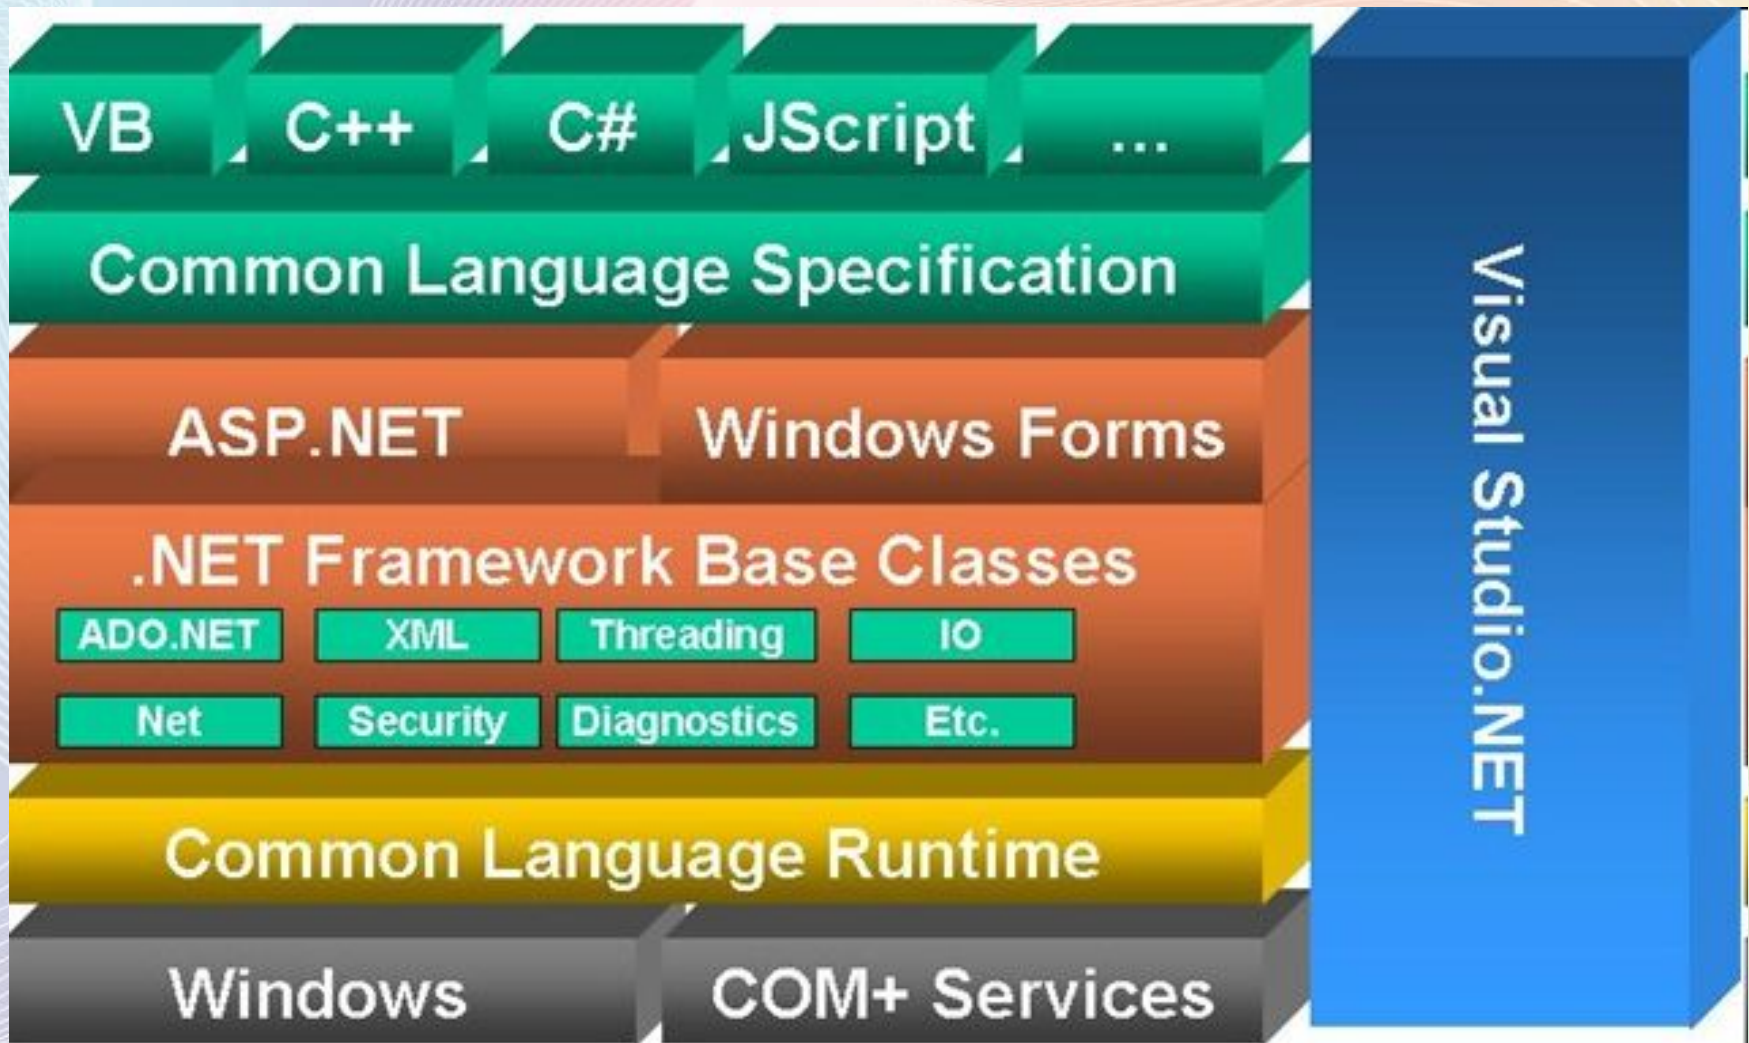 VB
C++
C#
JScript
...
Common Language Specification
ASP.NET
Windows Forms
.NET Framework Base Classes
ADO.NET
XML
Threading
IO
Net
Security
Diagnostics
Etc.
Common Language Runtime
Windows
COM+ Services
Visual Studio.NET